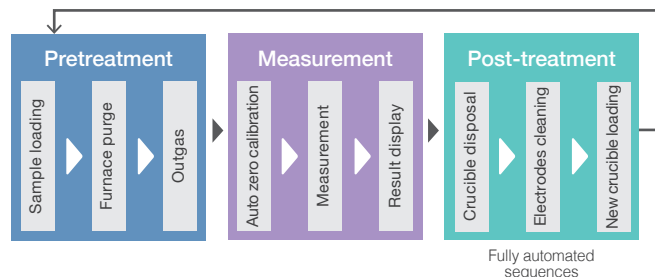 Pretreatment
Sample loading
Furnace purge
Outgas
Measurement
Auto zero calibration
Measurement
Result display
Post-treatment
Crucible disposal
Electrodes cleaning
New crucible loading
Fully automated
sequences